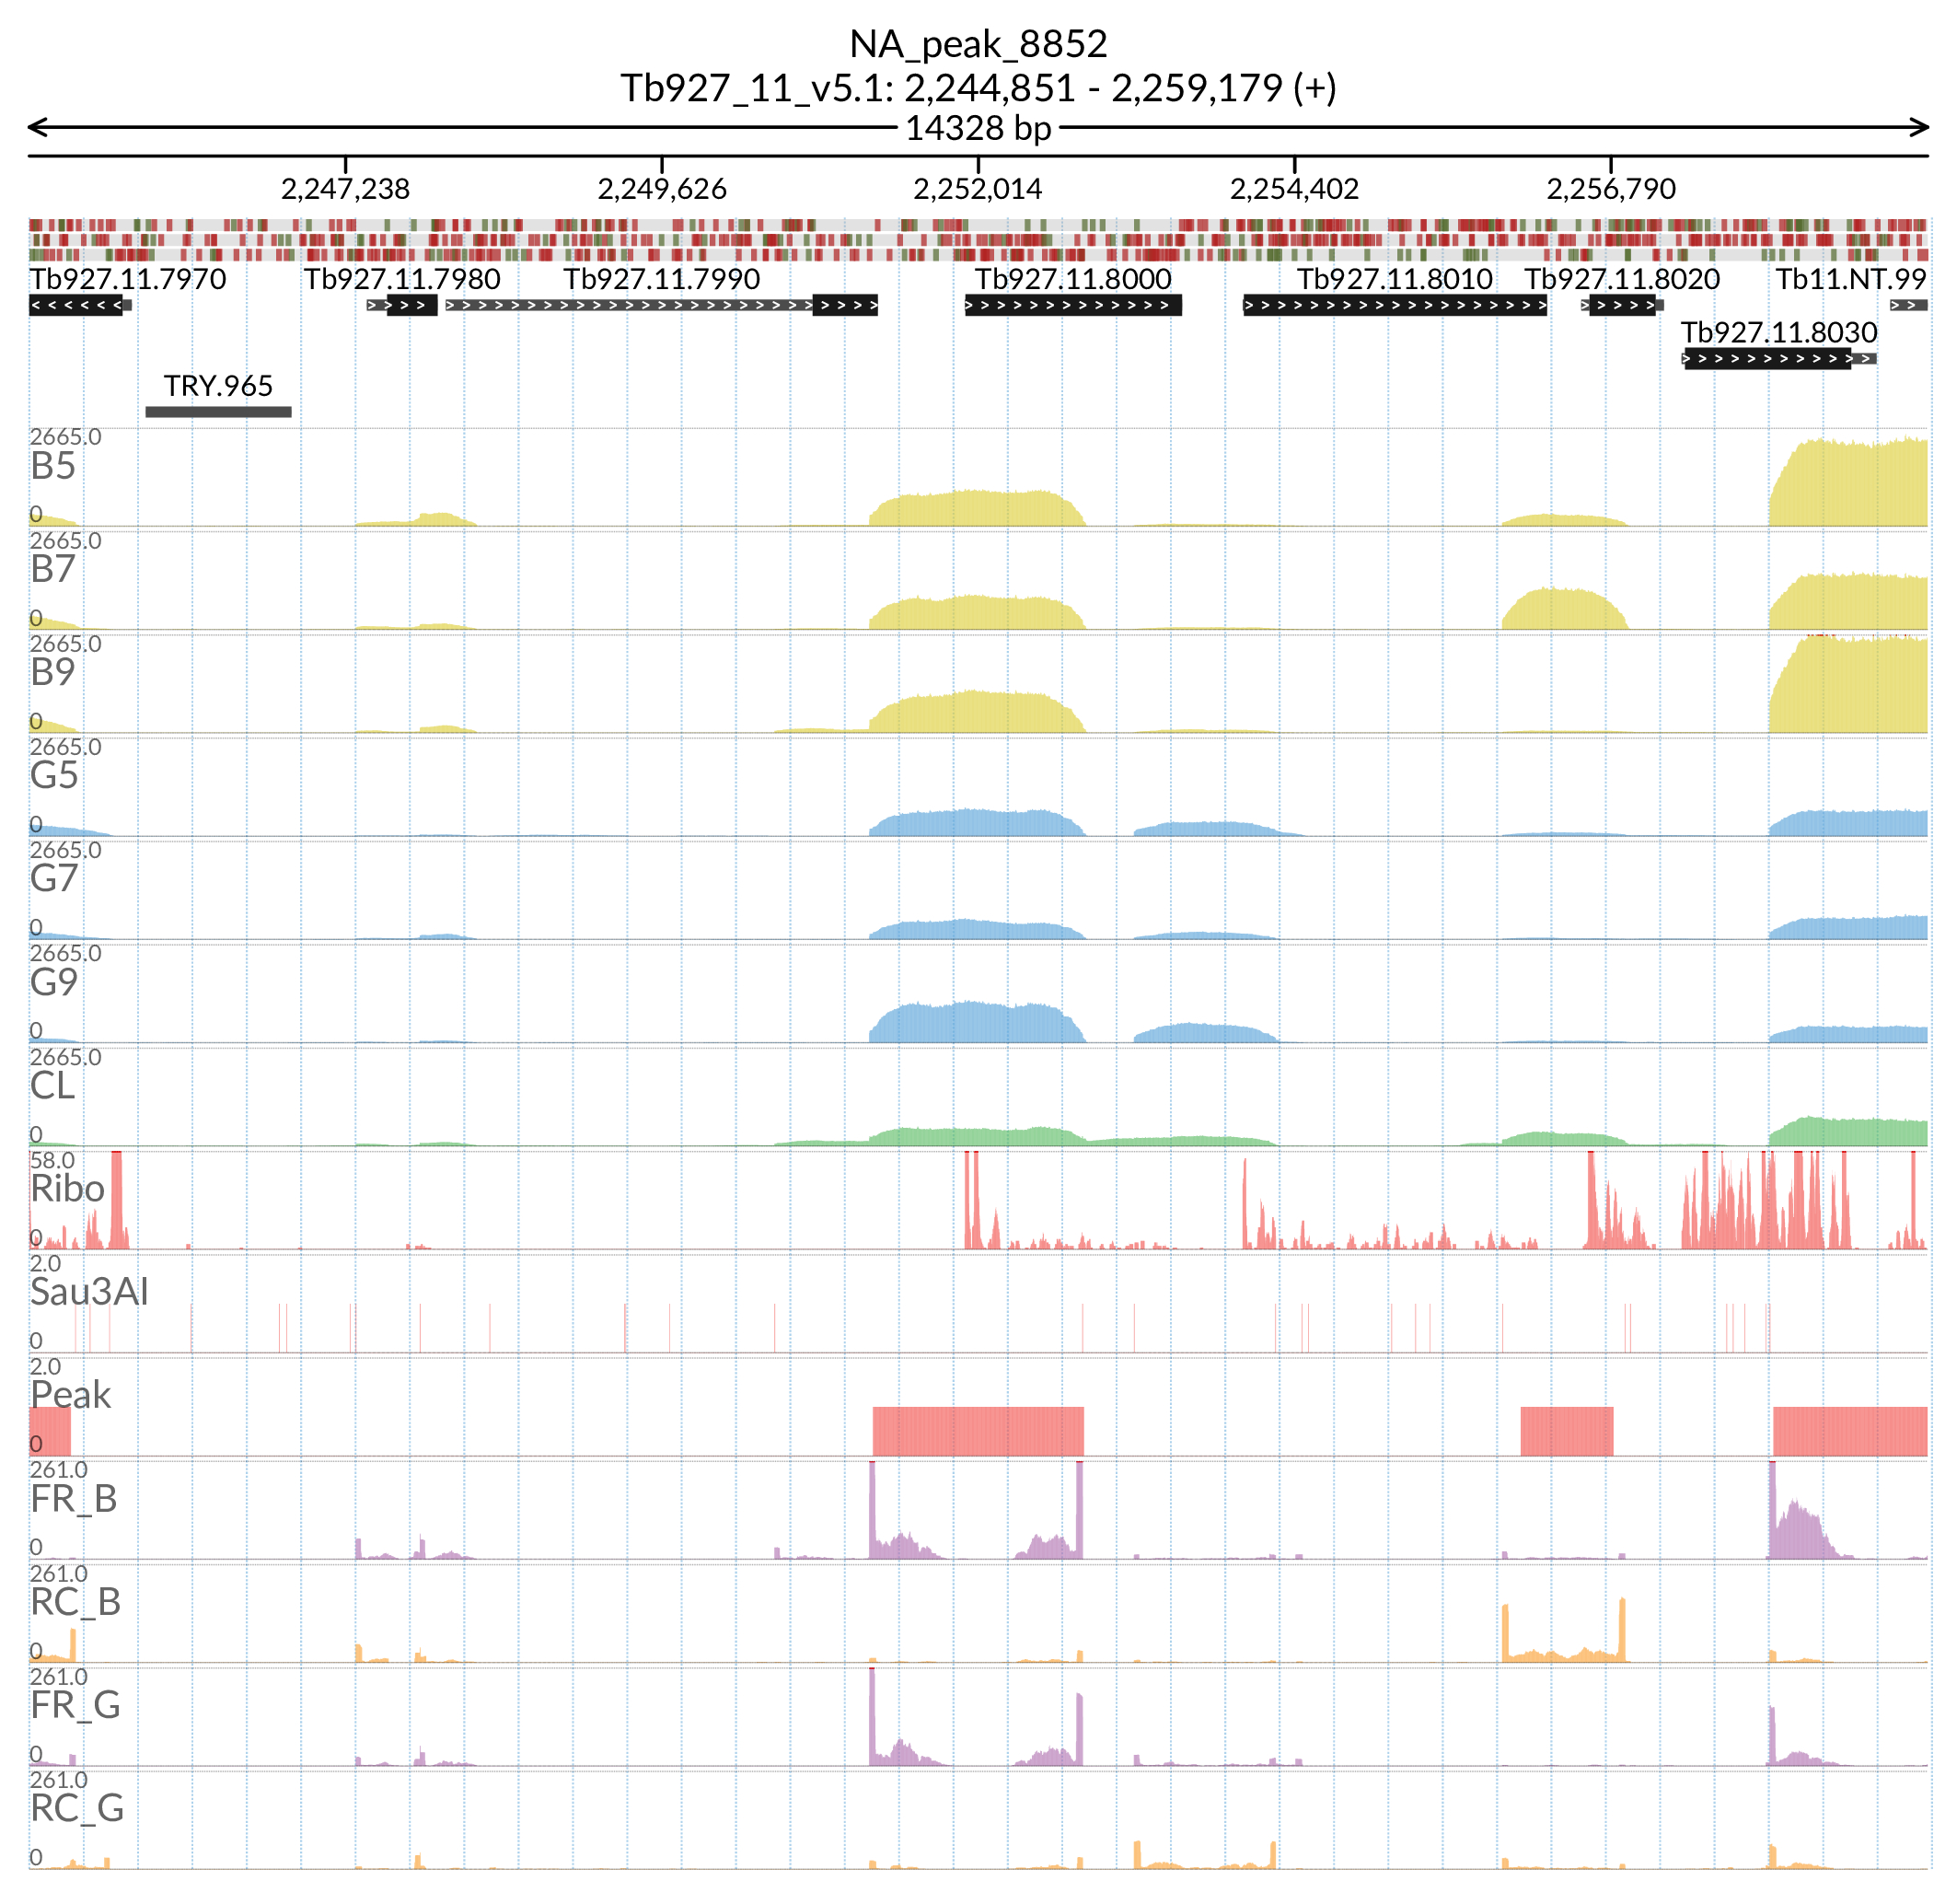 NA_peak_8852
Tb927_11_v5.1: 2,244,851 - 2,259,179 (+)
14328 bp
2,247,238 2,249,626 2,252,014 2,254,402 2,256,790
Tb927.11.7970 Tb927.11.7980 Tb927.11.7990 Tb927.11.8000 Tb927.11.8010 Tb927.11.8020 Tb11.NT.99
Tb927.11.8030
TRY.965
2665.0
B5
0
2665.0
B7
0
2665.0
B9
0
2665.0
G5
0
2665.0
G7
0
2665.0
G9
0
2665.0
CL
0
58.0
Ribo
0
2.0
Sau3AI
0
2.0
Peak
0
261.0
FR_B
0
261.0
RC_B
0
261.0
FR_G
0
261.0
RC_G
0